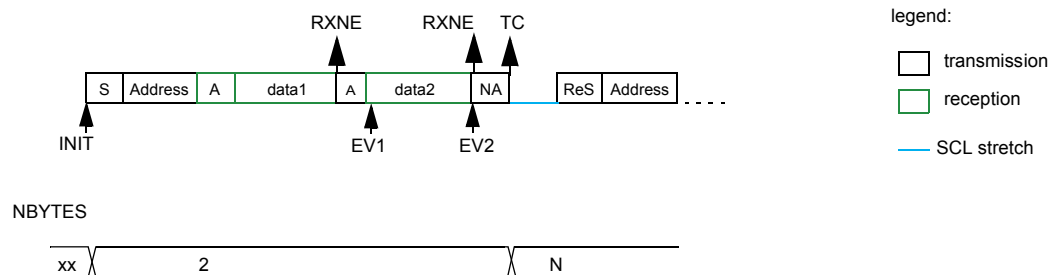 RXNE RXNE TC
legend:
transmission
S Address A data1 A data2 NA ReS Address
reception
INIT EV1 EV2
SCL stretch
NBYTES
xx 2 N